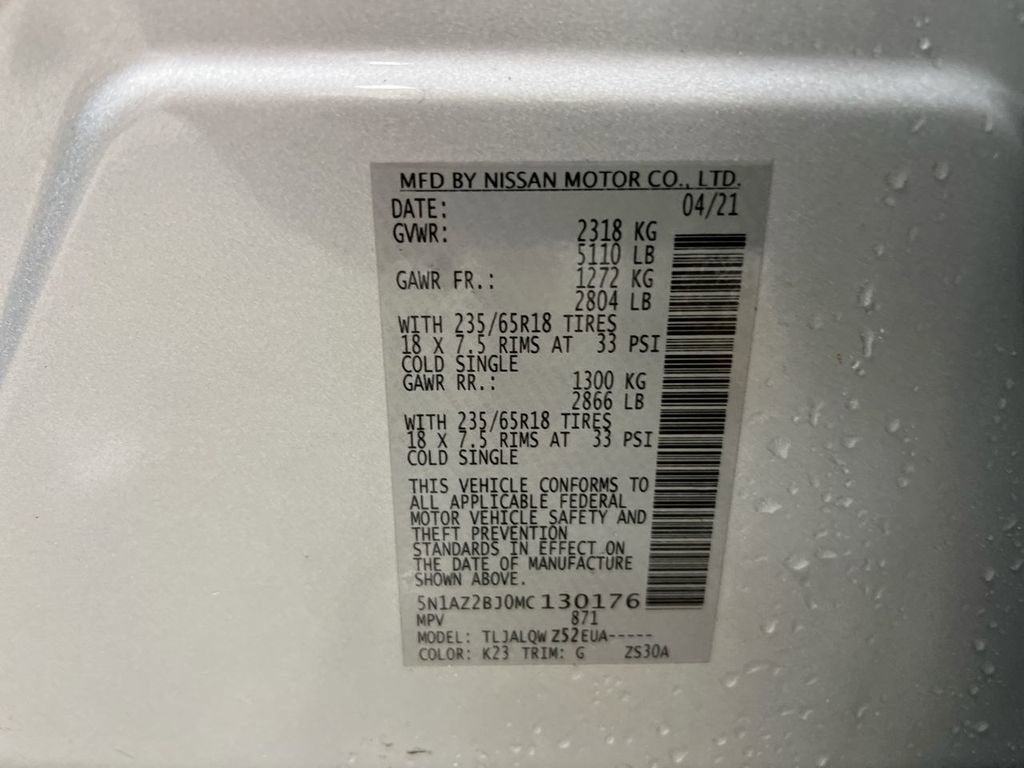 MFD BY NISSAN MOTOR CO., LTD.
DATE: 04/21
GVWR: 2318 KG
5110 LB
GAWR FR.: 1272 KG
2804 LB
WITH 235/65R18 TIRES
18 X 7.5 RIMS AT 33 PSI
COLD SINGLE
GAWR RR.: 1300 KG
2866 LB
WITH 235/65R18 TIRES
18 X 7.5 RIMS AT 33 PSI
COLD SINGLE
THIS VEHICLE CONFORMS TO
ALL APPLICABLE FEDERAL
MOTOR VEHICLE SAFETY AND
THEFT PREVENTION
STANDARDS IN EFFECT ON
THE DATE OF MANUFACTURE
SHOWN ABOVE.
5N1AZ2BJ0MC130176
MPV 871
MODEL: TLJALQW Z52EUA-----
COLOR: K23 TRIM: G ZS30A